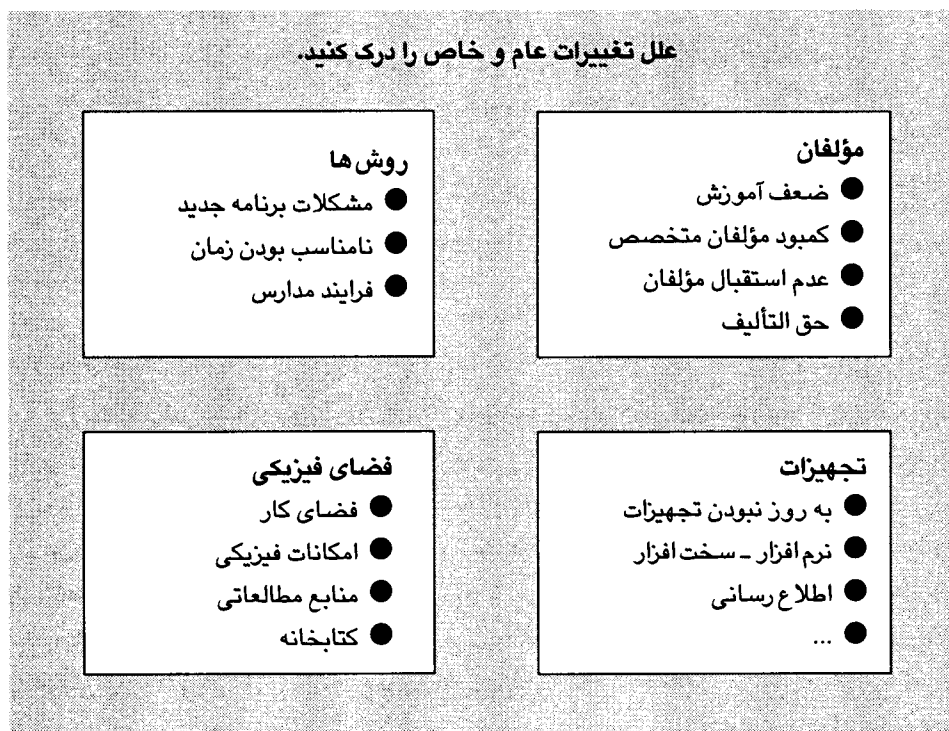 علل تغییرات عام و خاص را درک کنید.
مؤلفان
● ضعف آموزش
● کمبود مؤلفان متخصص
● عدم استقبال مؤلفان
● حق التألیف
روش‌ها
● مشکلات برنامه جدید
● نامناسب بودن زمان
● فرایند مدارس
تجهیزات
● به روز نبودن تجهیزات
● نرم افزار ـ سخت افزار
● اطلاع رسانی
● ...
فضای فیزیکی
● فضای کار
● امکانات فیزیکی
● منابع مطالعاتی
● کتابخانه